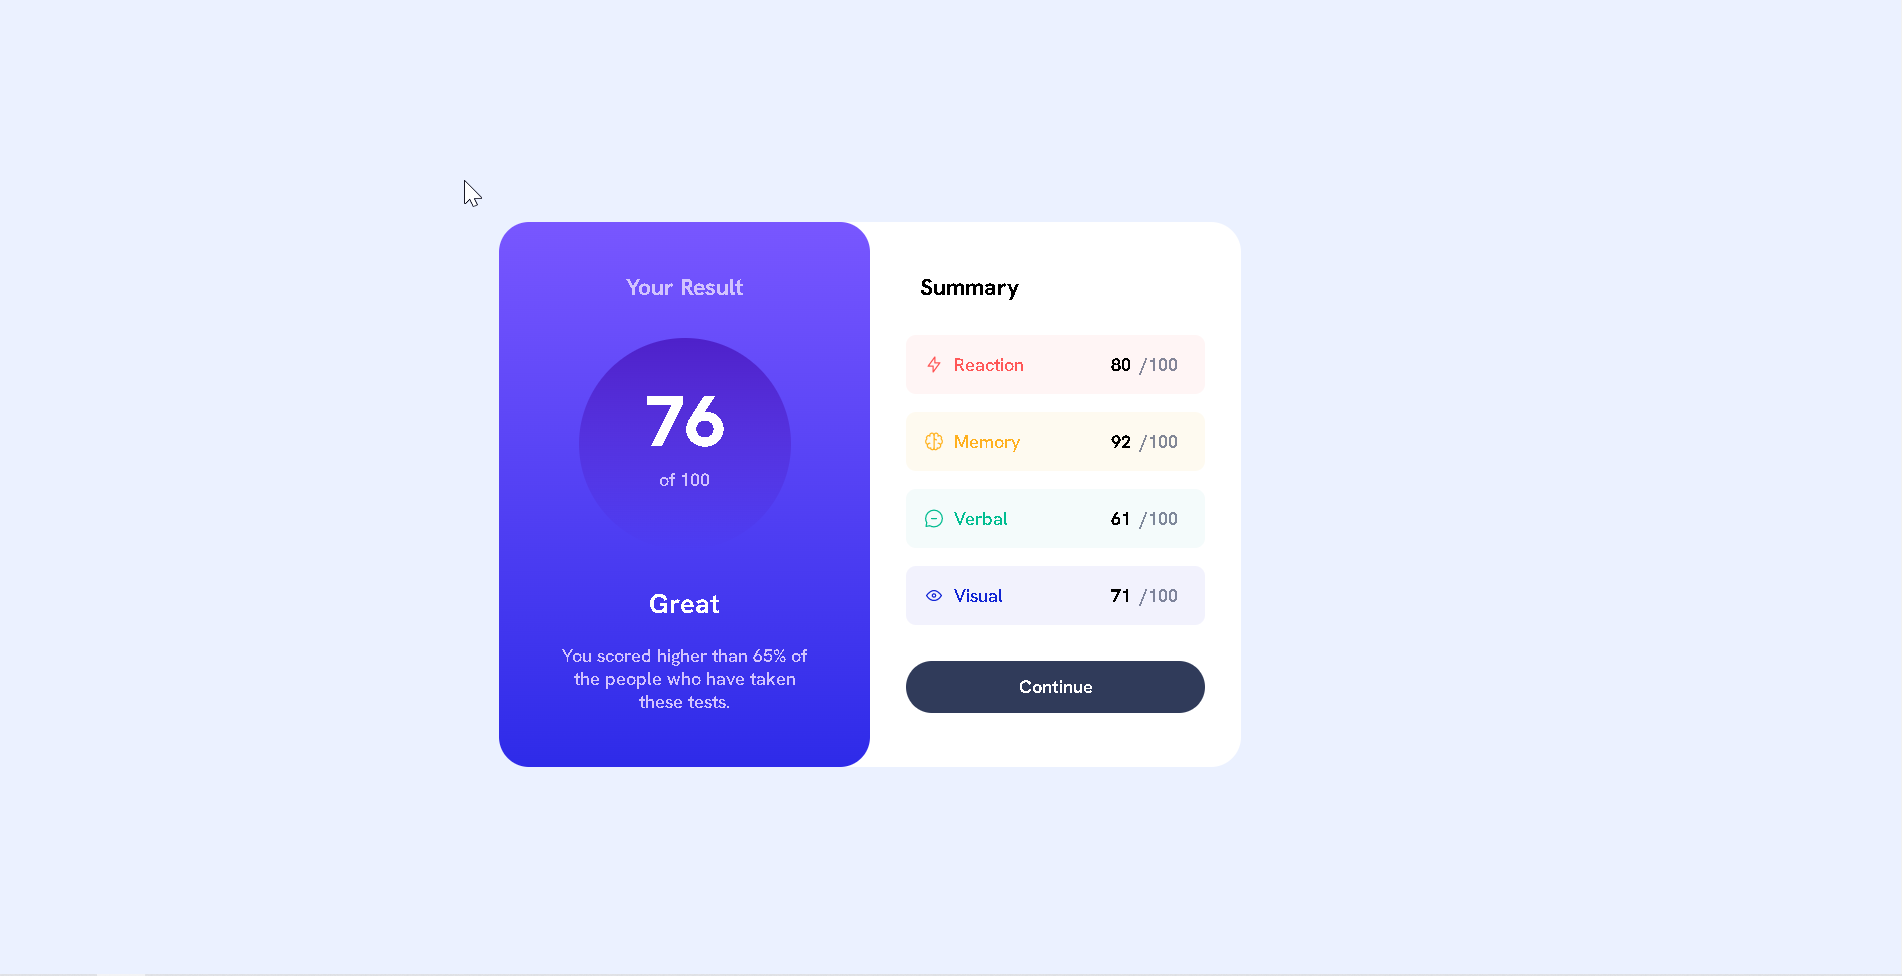 Your Result
76
of 100
Great
You scored higher than 65% of
the people who have taken
these tests.
Summary
Reaction 80 /100
Memory 92 /100
Verbal 61 /100
Visual 71 /100
Continue